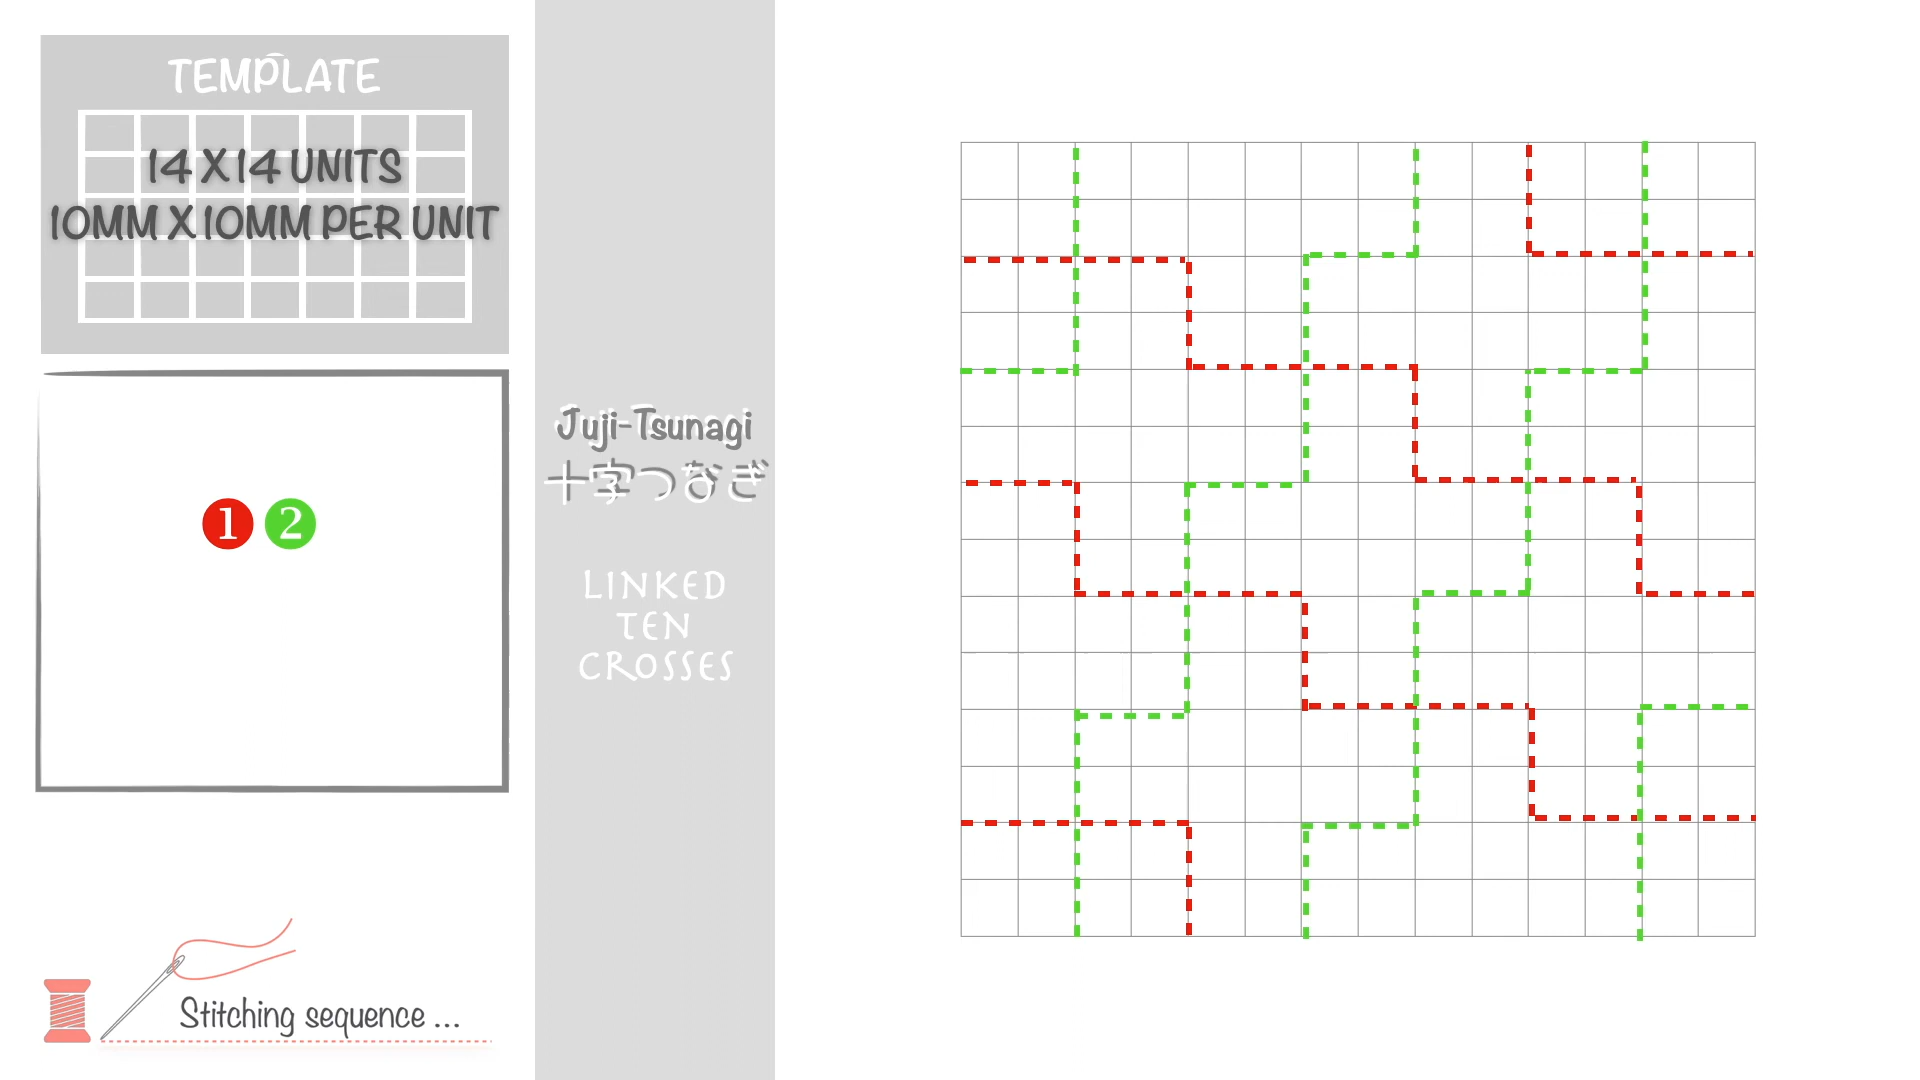 TEMPLATE
14 X 14 UNITS
10MM X 10MM PER UNIT
1 2
Stitching sequence ...
Juji-Tsunagi
十字つなぎ
LINKED
TEN
CROSSES